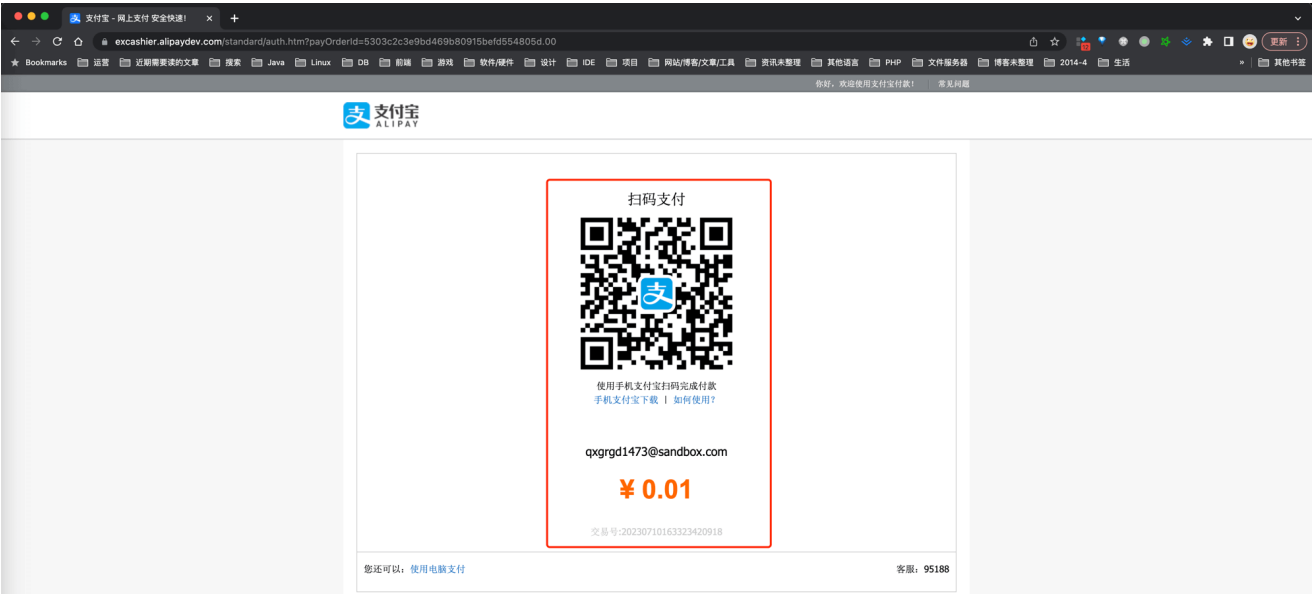 支付宝 - 网上支付 安全快速!
excashier.alipaydev.com/standard/auth.htm?payOrderId=5303c2c3e9bd469b80915befd554805d.00
更新
Bookmarks 运营 近期需要读的文章 搜索 Java Linux DB 前端 游戏 软件/硬件 设计 IDE 项目 网站/博客/文章/工具 资讯未整理 其他语言 PHP 文件服务器 博客未整理 2014-4 生活 » 其他书签
你好,欢迎使用支付宝付款! 常见问题
支 支付宝
ALIPAY
扫码支付
支
使用手机支付宝扫码完成付款
手机支付宝下载 | 如何使用?
qxgrgd1473@sandbox.com
¥ 0.01
交易号:20230710163323420918
您还可以: 使用电脑支付 客服: 95188